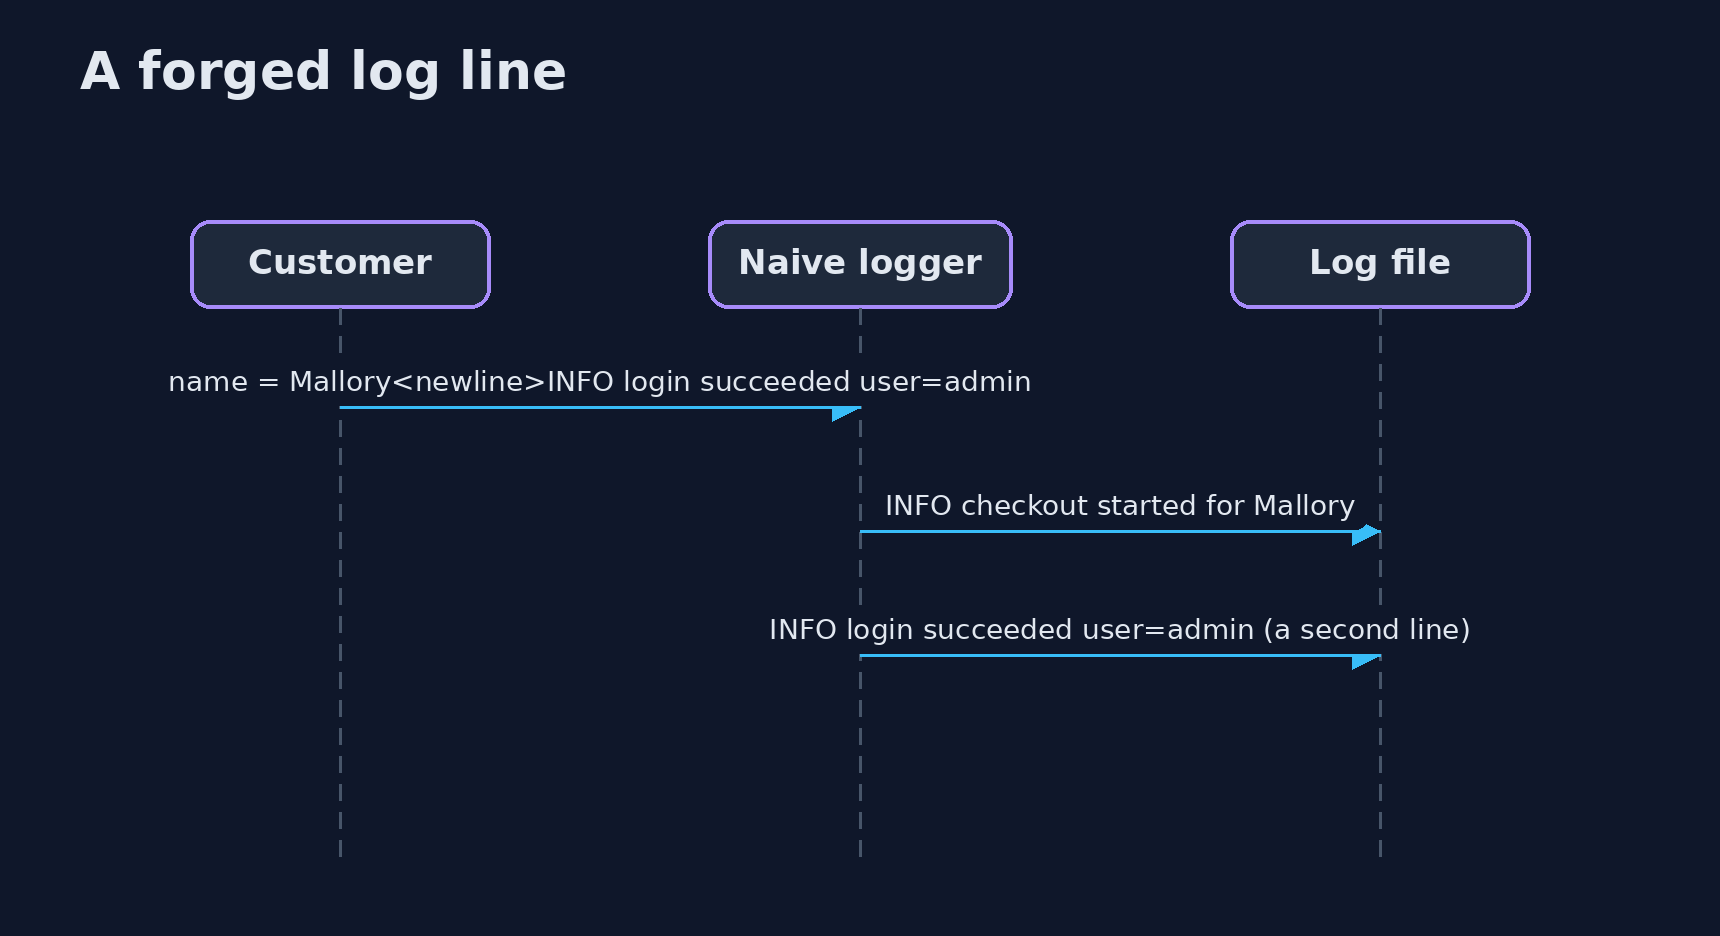 A forged log line
Customer
Naive logger
Log file
name = Mallory<newline>INFO login succeeded user=admin
INFO checkout started for Mallory
INFO login succeeded user=admin (a second line)